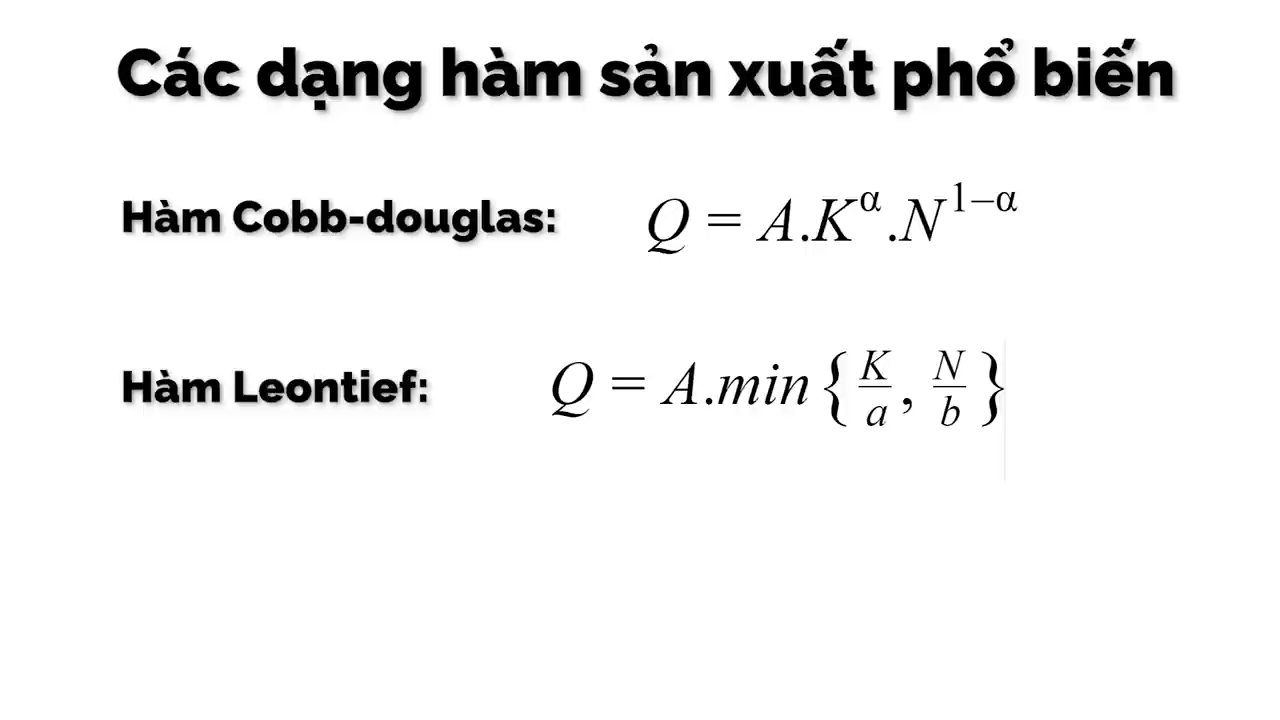 Các dạng hàm sản xuất phổ biến
Hàm Cobb-douglas: Q = A.K^α.N^{1−α}
Hàm Leontief: Q = A.min {K/a, N/b}